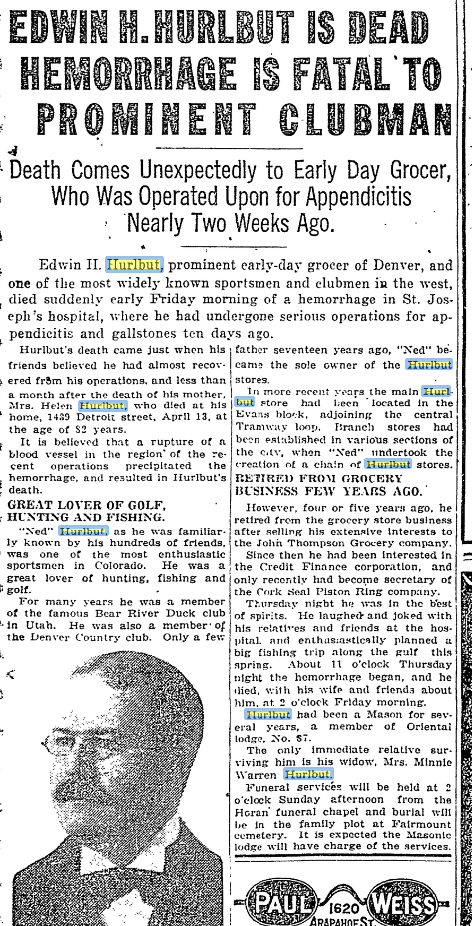 EDWIN H. HURLBUT IS DEAD
HEMORRHAGE IS FATAL TO
PROMINENT CLUBMAN
Death Comes Unexpectedly to Early Day Grocer,
Who Was Operated Upon for Appendicitis
Nearly Two Weeks Ago.
Edwin H. Hurlbut, prominent early-day grocer of Denver, and
one of the most widely known sportsmen and clubmen in the west,
died suddenly early Friday morning of a hemorrhage in St. Jos-
eph's hospital, where he had undergone serious operations for ap-
pendicitis and gallstones ten days ago.
Hurlbut's death came just when his
friends believed he had almost recov-
ered from his operations, and less than
a month after the death of his mother,
Mrs. Helen Hurlbut, who died at his
home, 1439 Detroit street, April 13, at
the age of 82 years.
It is believed that a rupture of a
blood vessel in the region of the re-
cent operations precipitated the
hemorrhage, and resulted in Hurlbut's
death.
GREAT LOVER OF GOLF,
HUNTING AND FISHING.
"Ned" Hurlbut, as he was familiar-
ly known by his hundreds of friends,
was one of the most enthusiastic
sportsmen in Colorado. He was a
great lover of hunting, fishing and
golf.
For many years he was a member
of the famous Bear River Duck club
in Utah. He was also a member of
the Denver Country club. Only a few
father seventeen years ago, "Ned" be-
came the sole owner of the Hurlbut
stores.
In more recent years the main Hurl-
but store had been located in the
Evans block, adjoining the central
Tramway loop. Branch stores had
been established in various sections of
the city, when "Ned" undertook the
creation of a chain of Hurlbut stores.
RETIRED FROM GROCERY
BUSINESS FEW YEARS AGO.
However, four or five years ago, he
retired from the grocery store business
after selling his extensive interests to
the John Thompson Grocery company.
Since then he had been interested in
the Credit Finance corporation, and
only recently had become secretary of
the Cork Seal Piston Ring company.
Thursday night he was in the best
of spirits. He laughed and joked with
his relatives and friends at the hos-
pital and enthusiastically planned a
big fishing trip along the gulf this
spring. About 11 o'clock Thursday
night the hemorrhage began, and he
died, with his wife and friends about
him, at 2 o'clock Friday morning.
Hurlbut had been a Mason for sev-
eral years, a member of Oriental
lodge, No. 87.
The only immediate relative sur-
viving him is his widow, Mrs. Minnie
Warren Hurlbut.
Funeral services will be held at 2
o'clock Sunday afternoon from the
Horan funeral chapel and burial will
be in the family plot at Fairmount
cemetery. It is expected the Masonic
lodge will have charge of the services.
PAUL WEISS
1620
ARAPAHOE ST.